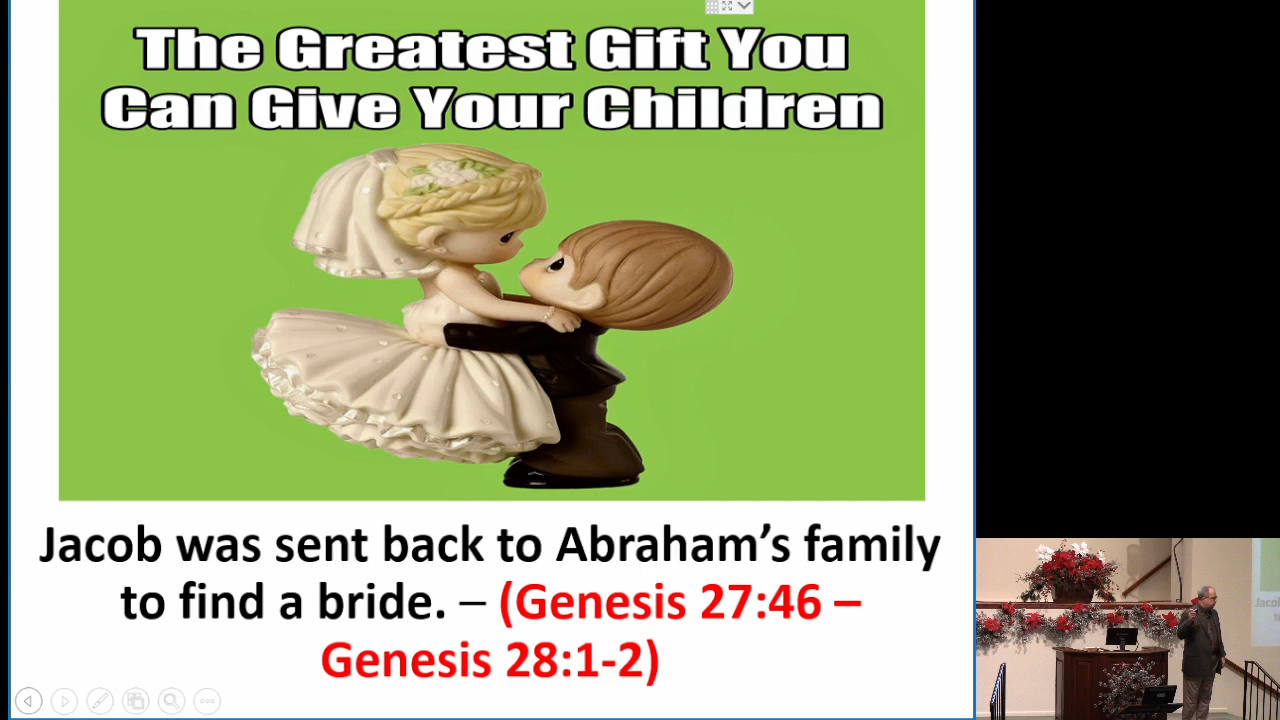 The Greatest Gift You
Can Give Your Children
Jacob was sent back to Abraham’s family
to find a bride. – (Genesis 27:46 –
Genesis 28:1-2)
Jacob